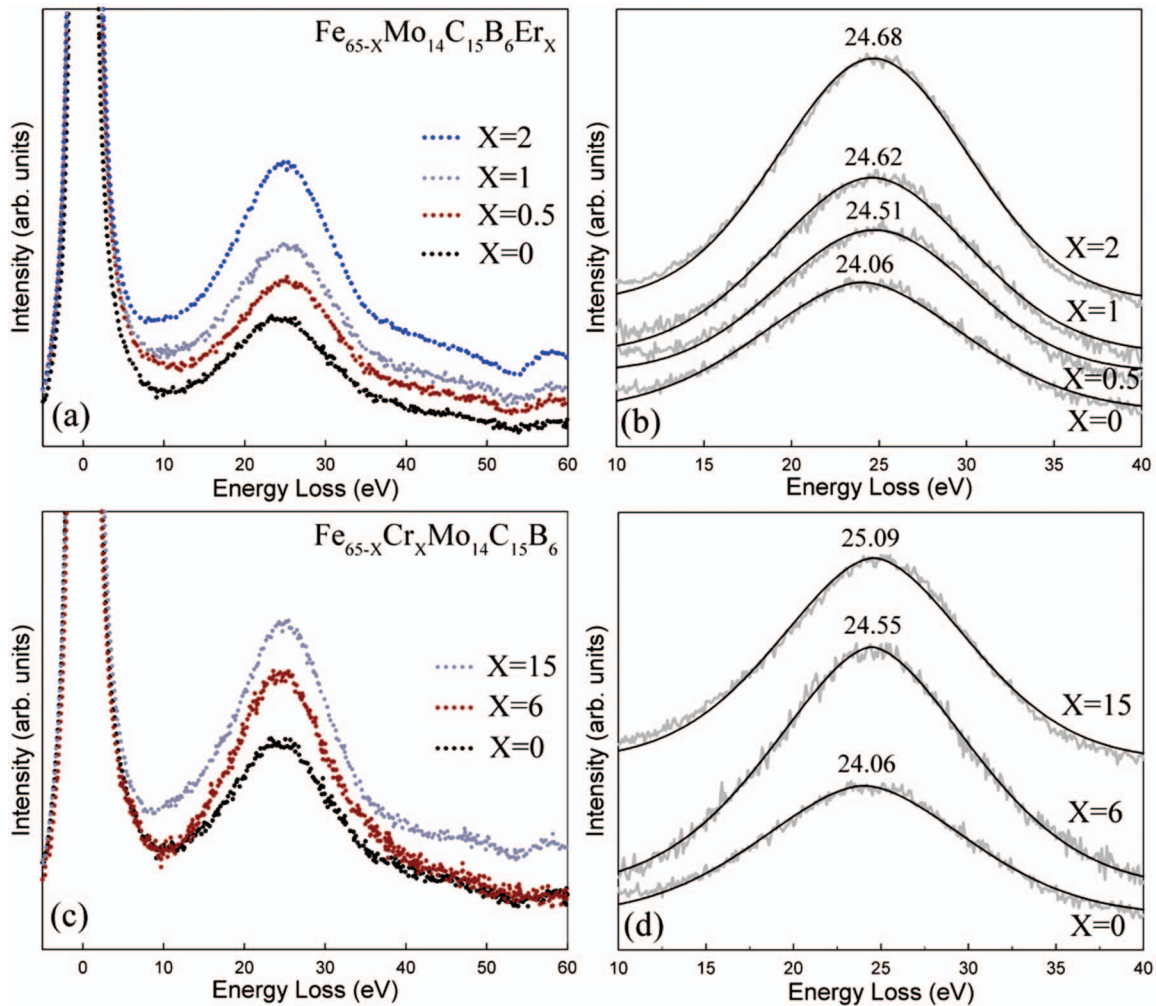 Fe65-XMo14C15B6ErX
X=2
X=1
X=0.5
X=0
(a)
Intensity (arb. units)
0 10 20 30 40 50 60
Energy Loss (eV)
24.68
24.62
24.51
24.06
X=2
X=1
X=0.5
X=0
(b)
Intensity (arb. units)
10 15 20 25 30 35 40
Energy Loss (eV)
Fe65-XCrXMo14C15B6
X=15
X=6
X=0
(c)
Intensity (arb. units)
0 10 20 30 40 50 60
Energy Loss (eV)
25.09
24.55
24.06
X=15
X=6
X=0
(d)
Intensity (arb. units)
10 15 20 25 30 35 40
Energy Loss (eV)